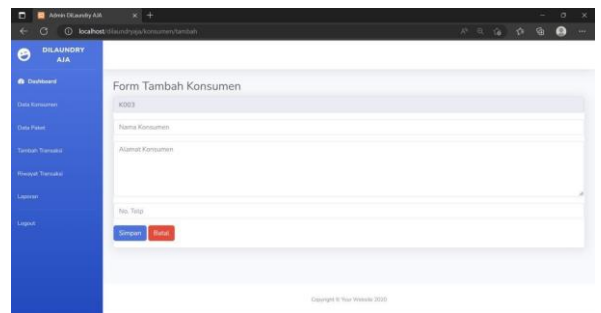 Admin DiLaundry AJA
localhost/dilaundryaja/konsumen/tambah
DILAUNDRY
AJA
Dashboard
Data Konsumen
Data Paket
Tambah Transaksi
Riwayat Transaksi
Laporan
Logout
Form Tambah Konsumen
K003
Nama Konsumen
Alamat Konsumen
No. Telp
Simpan
Batal
Copyright © Your Website 2020